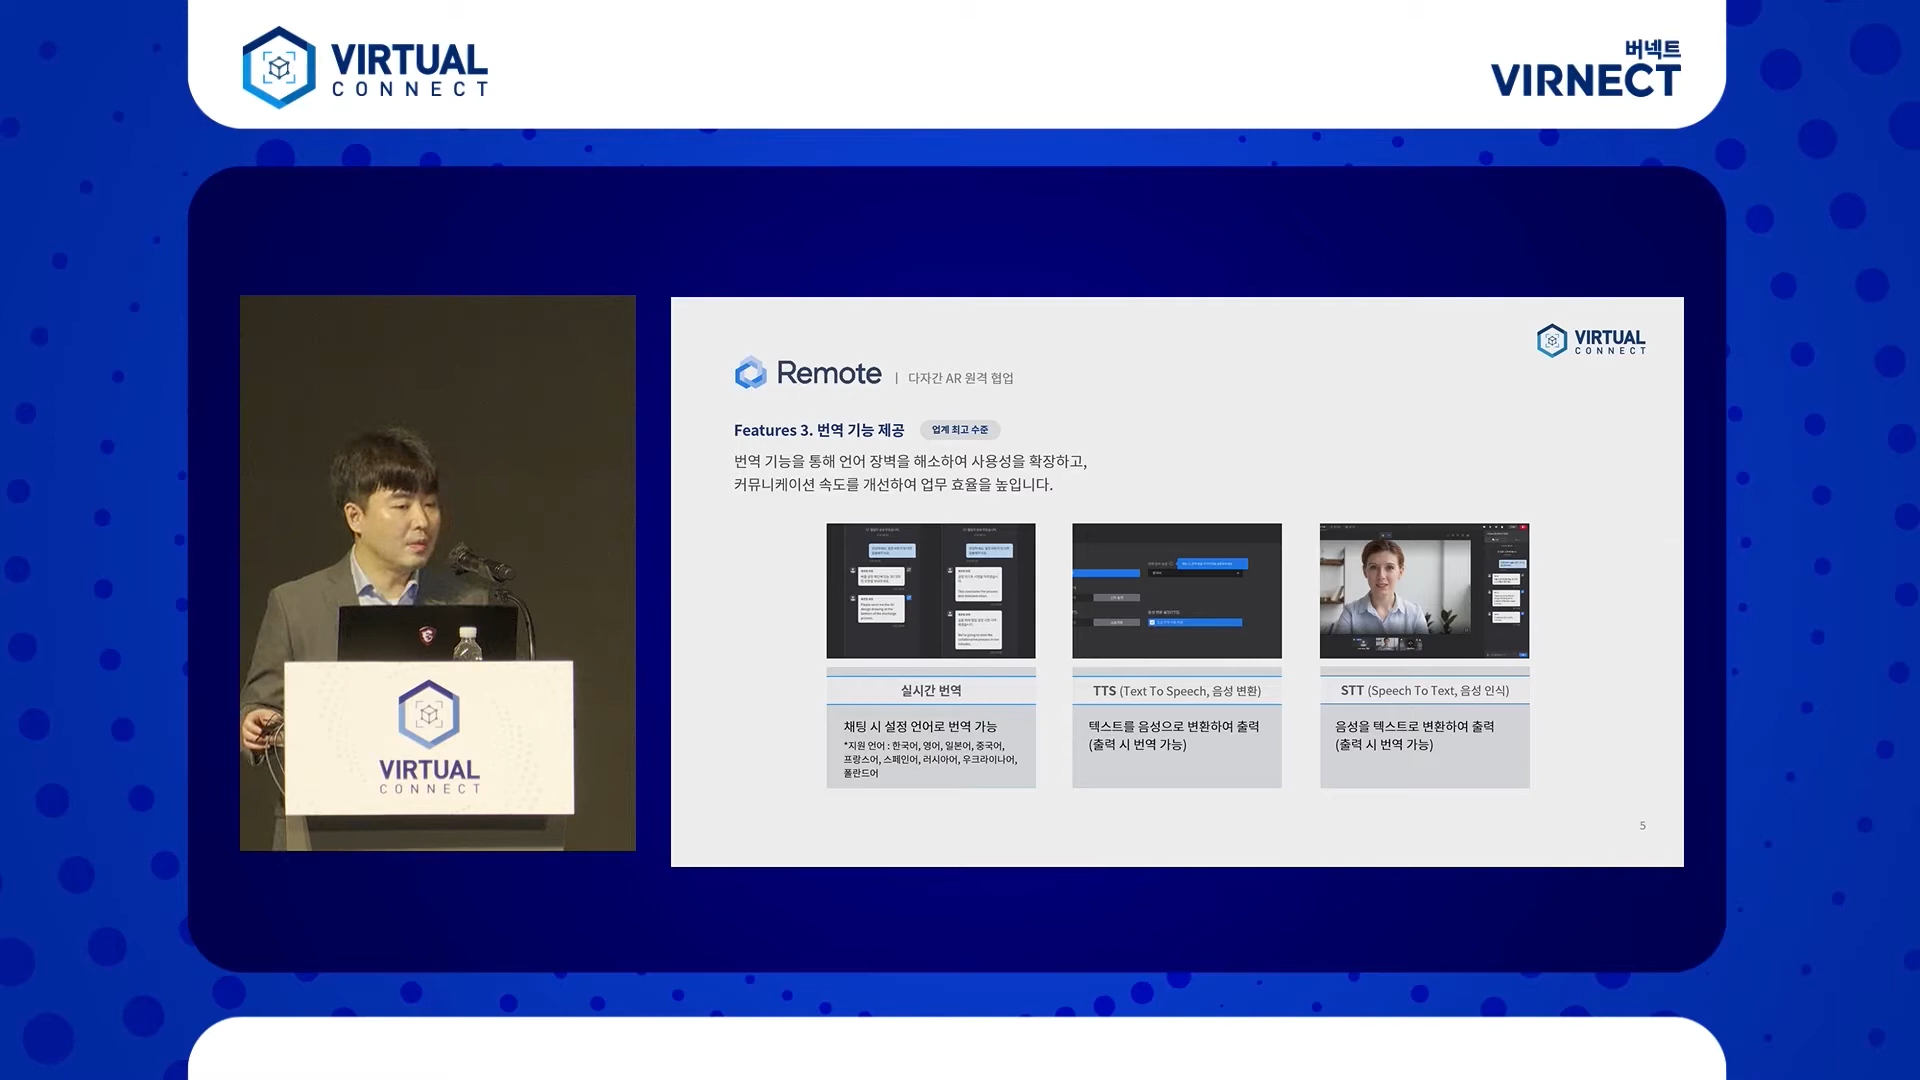 VIRTUAL
CONNECT
버넥트
VIRNECT
VIRTUAL
CONNECT
VIRTUAL
CONNECT
Remote | 다자간 AR 원격 협업
Features 3. 번역 기능 제공 업계 최고 수준
번역 기능을 통해 언어 장벽을 해소하여 사용성을 확장하고,
커뮤니케이션 속도를 개선하여 업무 효율을 높입니다.
실시간 번역
채팅 시 설정 언어로 번역 가능
*지원 언어 : 한국어, 영어, 일본어, 중국어,
프랑스어, 스페인어, 러시아어, 우크라이나어,
폴란드어
TTS (Text To Speech, 음성 변환)
텍스트를 음성으로 변환하여 출력
(출력 시 번역 가능)
STT (Speech To Text, 음성 인식)
음성을 텍스트로 변환하여 출력
(출력 시 번역 가능)
5